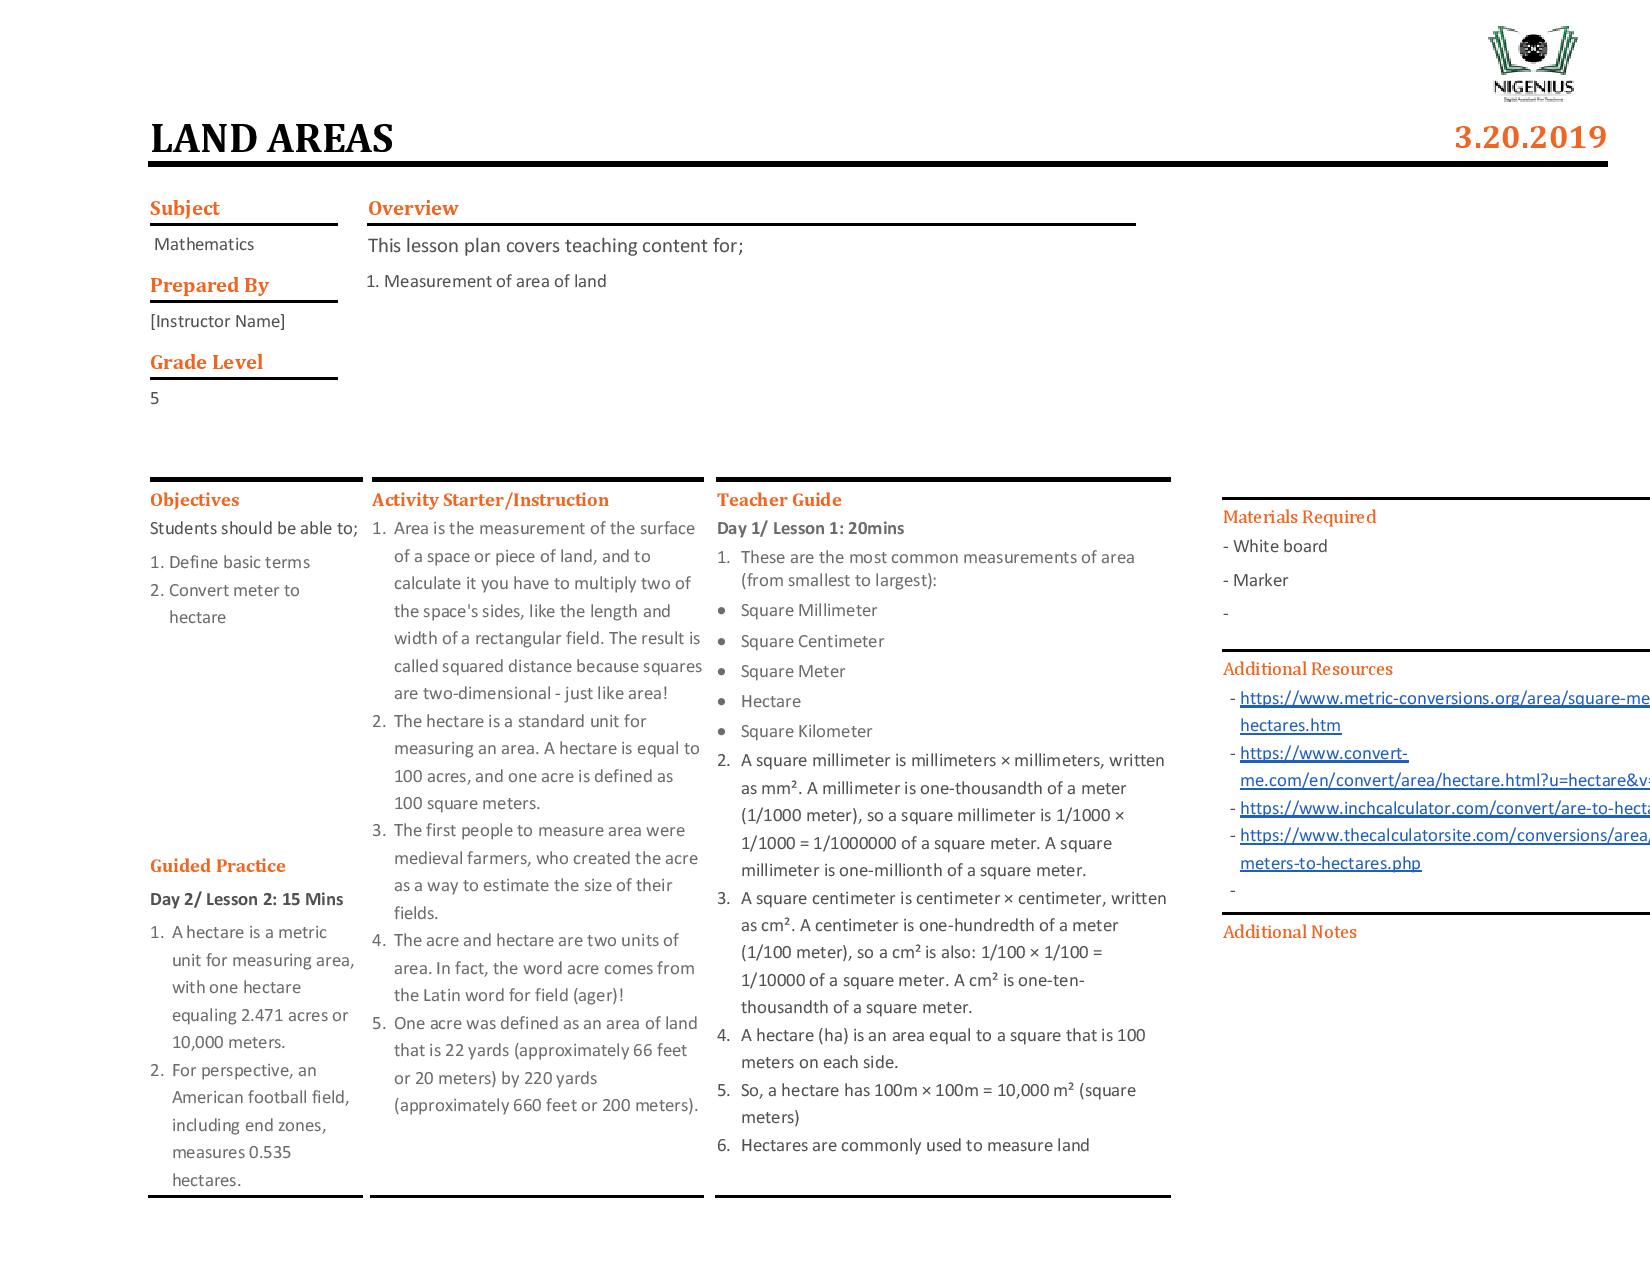 NIGENIUS
Digital Assistant For Teachers
LAND AREAS
3.20.2019
Subject
Mathematics
Prepared By
[Instructor Name]
Grade Level
5
Overview
This lesson plan covers teaching content for;
1. Measurement of area of land
Objectives
Students should be able to;
1. Define basic terms
2. Convert meter to
hectare
Guided Practice
Day 2/ Lesson 2: 15 Mins
1. A hectare is a metric
unit for measuring area,
with one hectare
equaling 2.471 acres or
10,000 meters.
2. For perspective, an
American football field,
including end zones,
measures 0.535
hectares.
Activity Starter/Instruction
1. Area is the measurement of the surface
of a space or piece of land, and to
calculate it you have to multiply two of
the space's sides, like the length and
width of a rectangular field. The result is
called squared distance because squares
are two-dimensional - just like area!
2. The hectare is a standard unit for
measuring an area. A hectare is equal to
100 acres, and one acre is defined as
100 square meters.
3. The first people to measure area were
medieval farmers, who created the acre
as a way to estimate the size of their
fields.
4. The acre and hectare are two units of
area. In fact, the word acre comes from
the Latin word for field (ager)!
5. One acre was defined as an area of land
that is 22 yards (approximately 66 feet
or 20 meters) by 220 yards
(approximately 660 feet or 200 meters).
Teacher Guide
Day 1/ Lesson 1: 20mins
1. These are the most common measurements of area
(from smallest to largest):
• Square Millimeter
• Square Centimeter
• Square Meter
• Hectare
• Square Kilometer
2. A square millimeter is millimeters × millimeters, written
as mm². A millimeter is one-thousandth of a meter
(1/1000 meter), so a square millimeter is 1/1000 ×
1/1000 = 1/1000000 of a square meter. A square
millimeter is one-millionth of a square meter.
3. A square centimeter is centimeter × centimeter, written
as cm². A centimeter is one-hundredth of a meter
(1/100 meter), so a cm² is also: 1/100 × 1/100 =
1/10000 of a square meter. A cm² is one-ten-
thousandth of a square meter.
4. A hectare (ha) is an area equal to a square that is 100
meters on each side.
5. So, a hectare has 100m × 100m = 10,000 m² (square
meters)
6. Hectares are commonly used to measure land
Materials Required
- White board
- Marker
-
Additional Resources
- https://www.metric-conversions.org/area/square-me
hectares.htm
- https://www.convert-
me.com/en/convert/area/hectare.html?u=hectare&v=
- https://www.inchcalculator.com/convert/are-to-hecta
- https://www.thecalculatorsite.com/conversions/area/
meters-to-hectares.php
-
Additional Notes